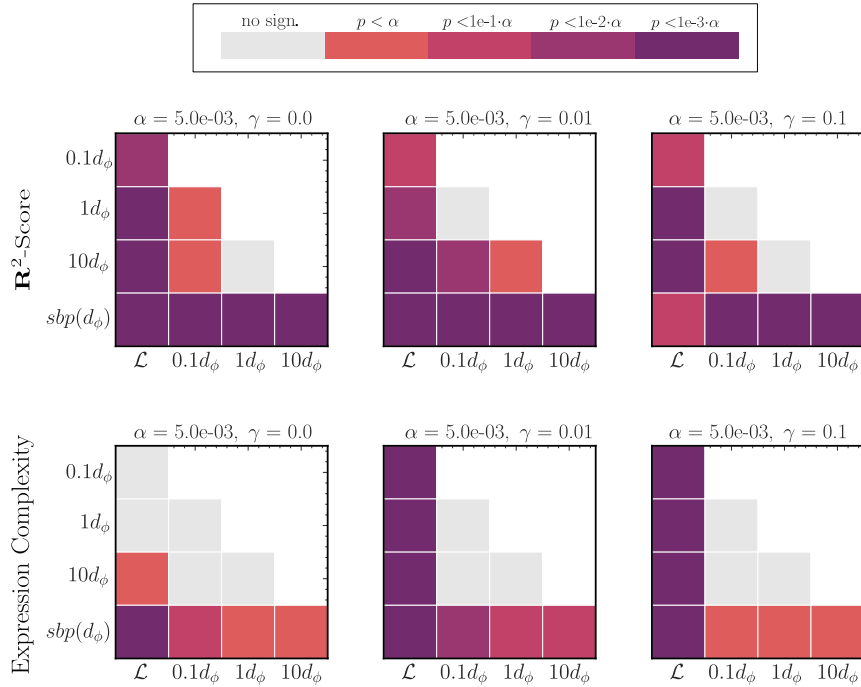 no sign. p < α p <1e-1·α p <1e-2·α p <1e-3·α
α = 5.0e-03, γ = 0.0 α = 5.0e-03, γ = 0.01 α = 5.0e-03, γ = 0.1
R²-Score
0.1d_ϕ
1d_ϕ
10d_ϕ
sbp(d_ϕ)
ℒ 0.1d_ϕ 1d_ϕ 10d_ϕ ℒ 0.1d_ϕ 1d_ϕ 10d_ϕ ℒ 0.1d_ϕ 1d_ϕ 10d_ϕ
α = 5.0e-03, γ = 0.0 α = 5.0e-03, γ = 0.01 α = 5.0e-03, γ = 0.1
Expression Complexity
0.1d_ϕ
1d_ϕ
10d_ϕ
sbp(d_ϕ)
ℒ 0.1d_ϕ 1d_ϕ 10d_ϕ ℒ 0.1d_ϕ 1d_ϕ 10d_ϕ ℒ 0.1d_ϕ 1d_ϕ 10d_ϕ